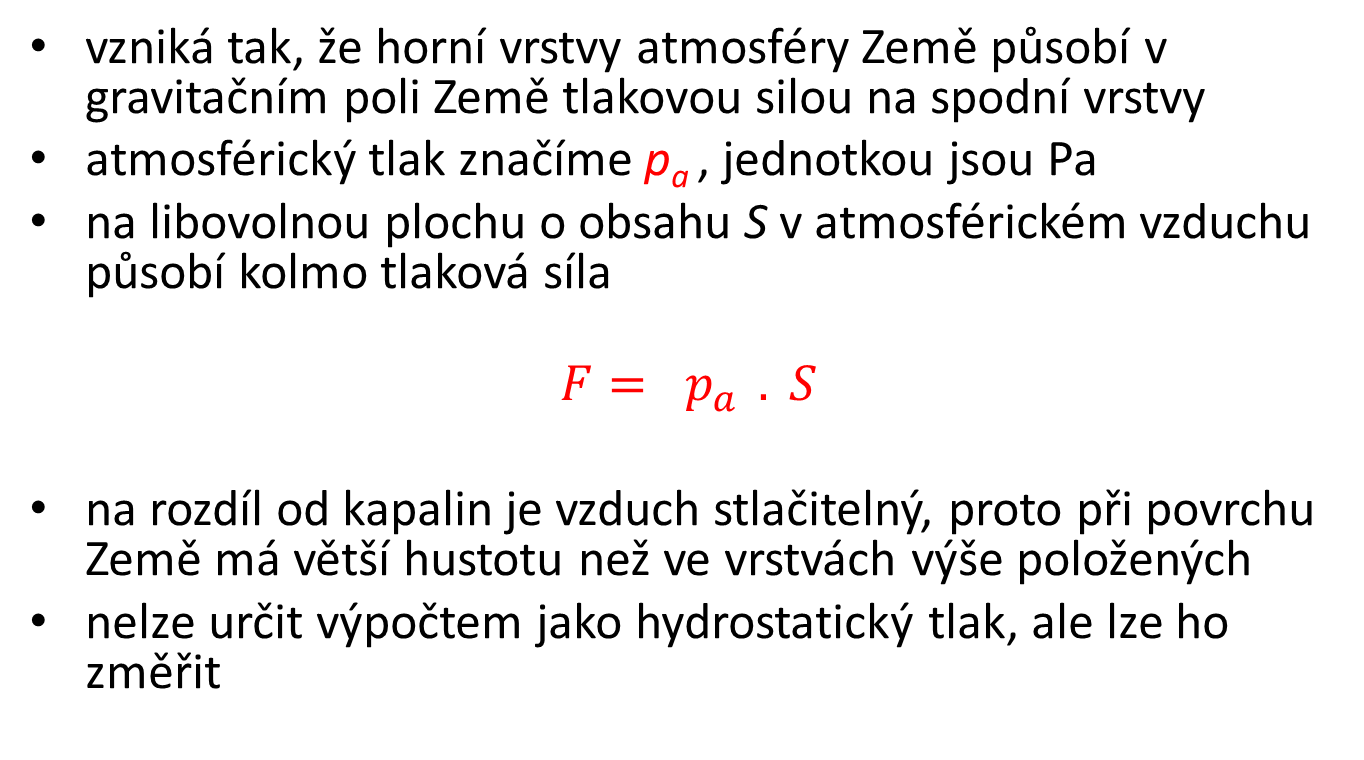 • vzniká tak, že horní vrstvy atmosféry Země působí v
gravitačním poli Země tlakovou silou na spodní vrstvy
• atmosférický tlak značíme pₐ , jednotkou jsou Pa
• na libovolnou plochu o obsahu S v atmosférickém vzduchu
působí kolmo tlaková síla
F = pₐ . S
• na rozdíl od kapalin je vzduch stlačitelný, proto při povrchu
Země má větší hustotu než ve vrstvách výše položených
• nelze určit výpočtem jako hydrostatický tlak, ale lze ho
změřit